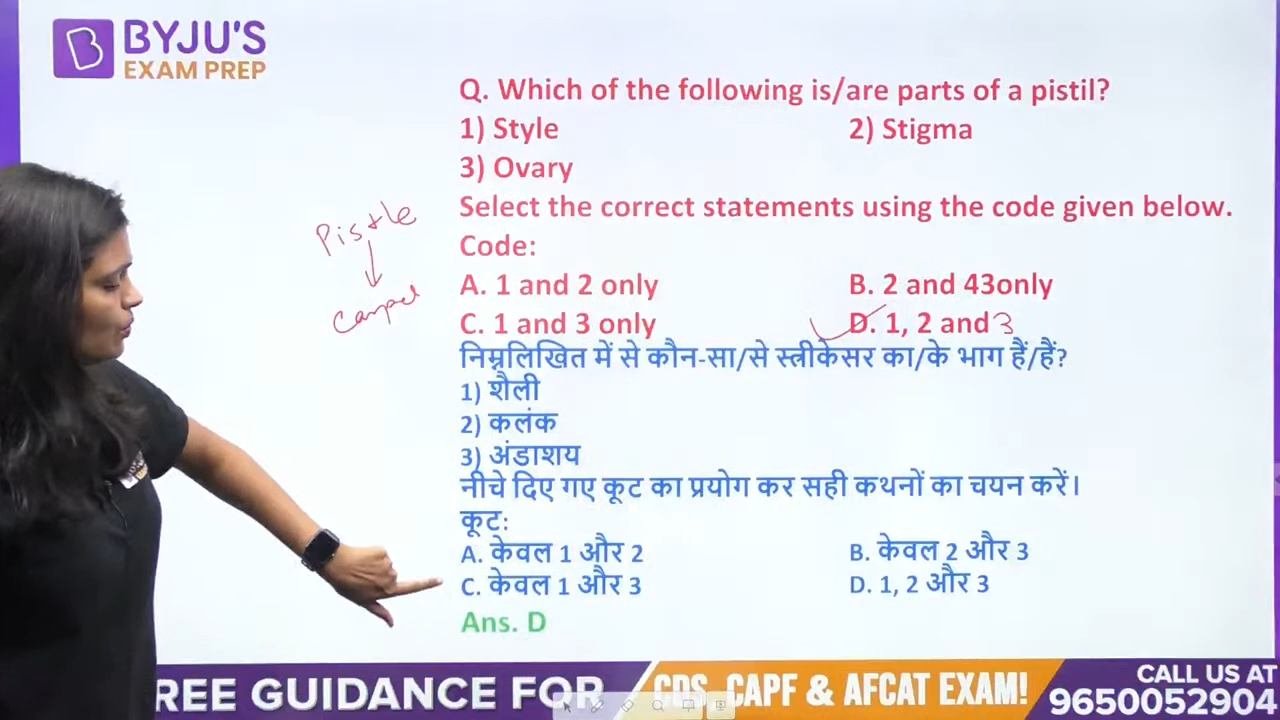 BYJU'S
EXAM PREP
Q. Which of the following is/are parts of a pistil?
1) Style 2) Stigma
3) Ovary
Select the correct statements using the code given below.
Code:
A. 1 and 2 only B. 2 and 43only
C. 1 and 3 only D. 1, 2 and 3
Pistle
Carpel
निम्नलिखित में से कौन-सा/से स्त्रीकेसर का/के भाग हैं/हैं?
1) शैली
2) कलंक
3) अंडाशय
नीचे दिए गए कूट का प्रयोग कर सही कथनों का चयन करें।
कूट:
A. केवल 1 और 2 B. केवल 2 और 3
C. केवल 1 और 3 D. 1, 2 और 3
Ans. D
REE GUIDANCE FOR CDS, CAPF & AFCAT EXAM!
CALL US AT
9650052904